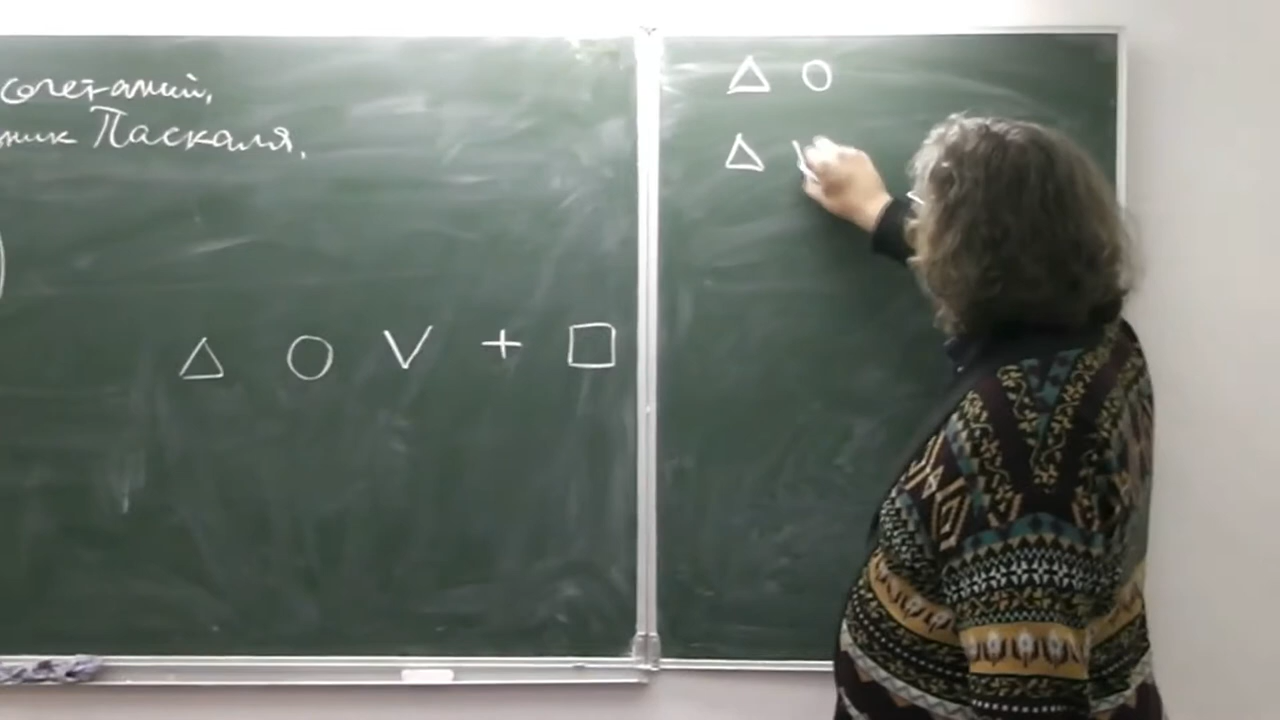 сочетаний,
ник Паскаля.
△ ○ V + □
△ ○
△